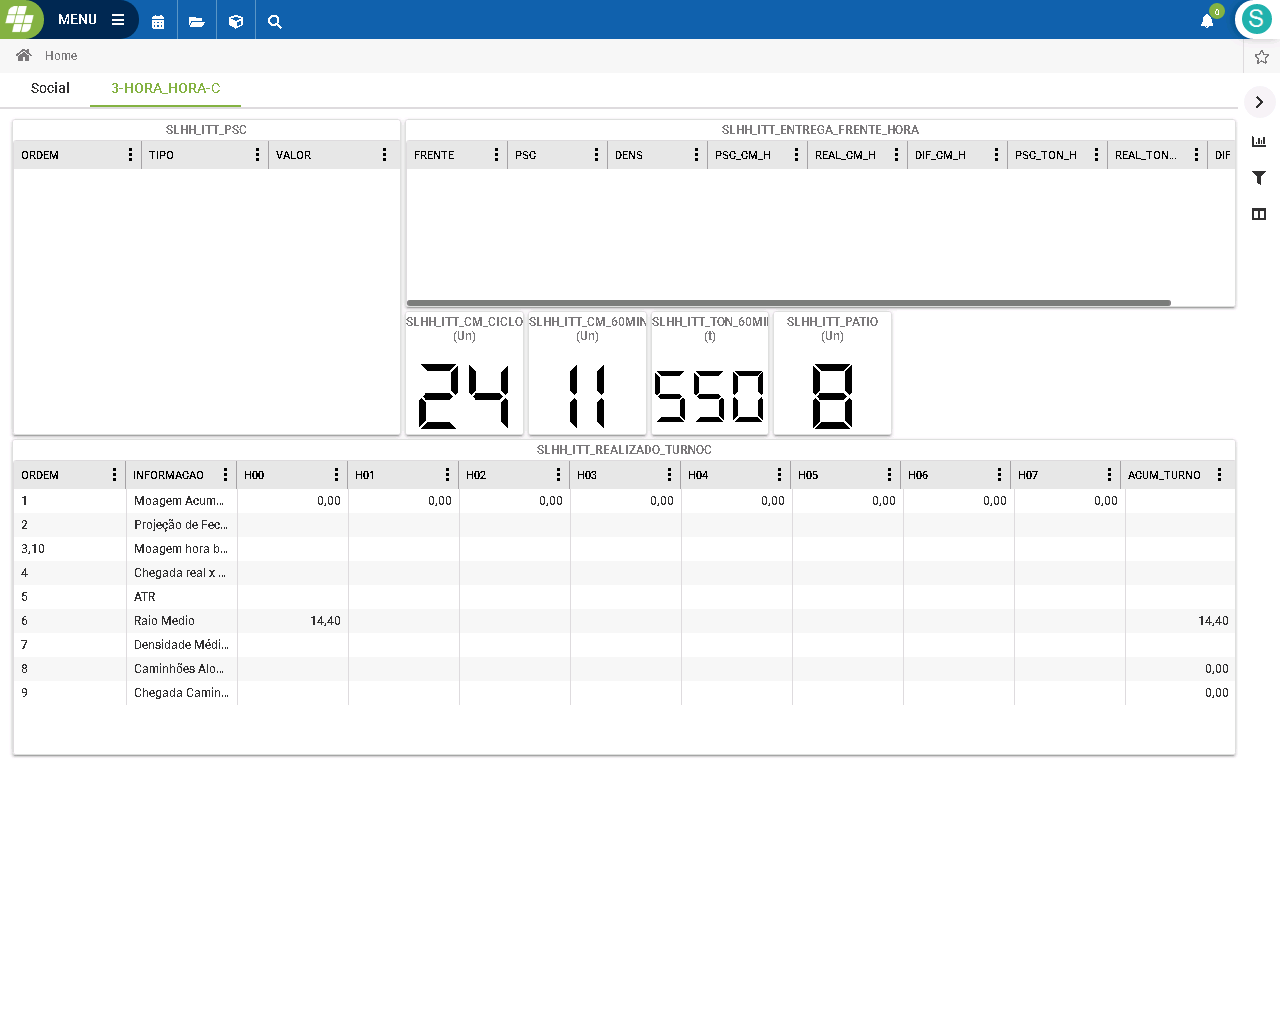 MENU
0
S
Home
Social
3-HORA_HORA-C
SLHH_ITT_PSC
ORDEM TIPO VALOR
SLHH_ITT_ENTREGA_FRENTE_HORA
FRENTE PSC DENS PSC_CM_H REAL_CM_H DIF_CM_H PSC_TON_H REAL_TON... DIF
SLHH_ITT_CM_CICLO
(Un)
24
SLHH_ITT_CM_60MIN
(Un)
11
SLHH_ITT_TON_60MI
(t)
550
SLHH_ITT_PATIO
(Un)
8
SLHH_ITT_REALIZADO_TURNOC
ORDEM INFORMACAO H00 H01 H02 H03 H04 H05 H06 H07 ACUM_TURNO
1 Moagem Acum... 0,00 0,00 0,00 0,00 0,00 0,00 0,00 0,00
2 Projeção de Fec...
3,10 Moagem hora b...
4 Chegada real x ...
5 ATR
6 Raio Medio 14,40 14,40
7 Densidade Médi...
8 Caminhões Alo... 0,00
9 Chegada Camin... 0,00